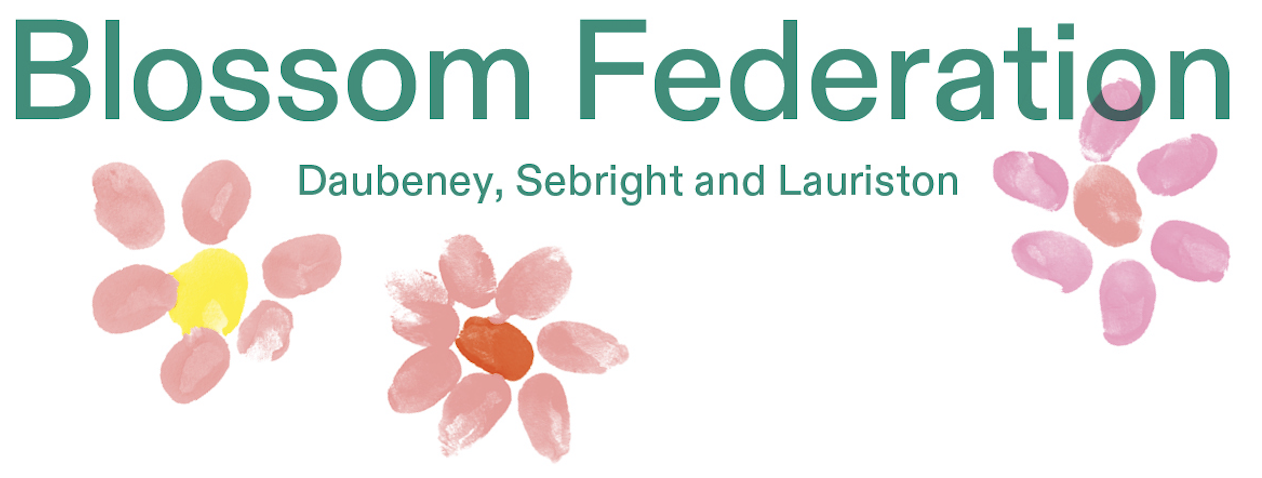 Blossom Federation
Daubeney, Sebright and Lauriston